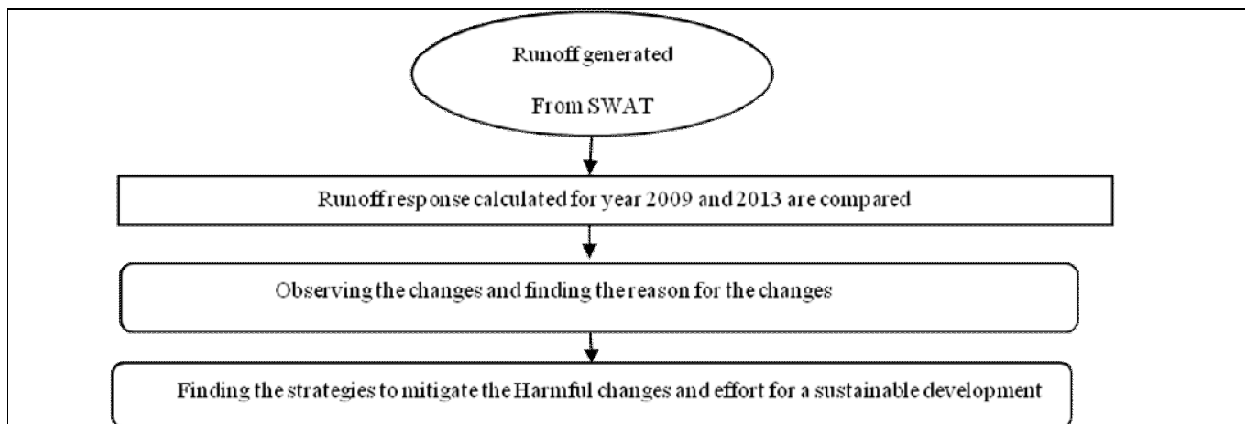 Runoff generated
From SWAT
Runoff response calculated for year 2009 and 2013 are compared
Observing the changes and finding the reason for the changes
Finding the strategies to mitigate the Harmful changes and effort for a sustainable development